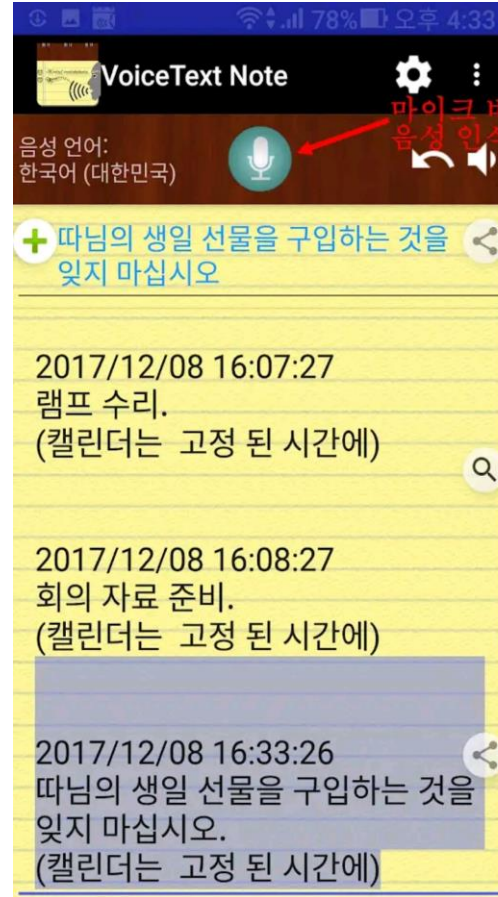 78% 오후 4:33
VoiceText Note
마이크
음성 언어:
한국어 (대한민국)
음성
따님의 생일 선물을 구입하는 것을
잊지 마십시오
2017/12/08 16:07:27
램프 수리.
(캘린더는 고정 된 시간에)
2017/12/08 16:08:27
회의 자료 준비.
(캘린더는 고정 된 시간에)
2017/12/08 16:33:26
따님의 생일 선물을 구입하는 것을
잊지 마십시오.
(캘린더는 고정 된 시간에)